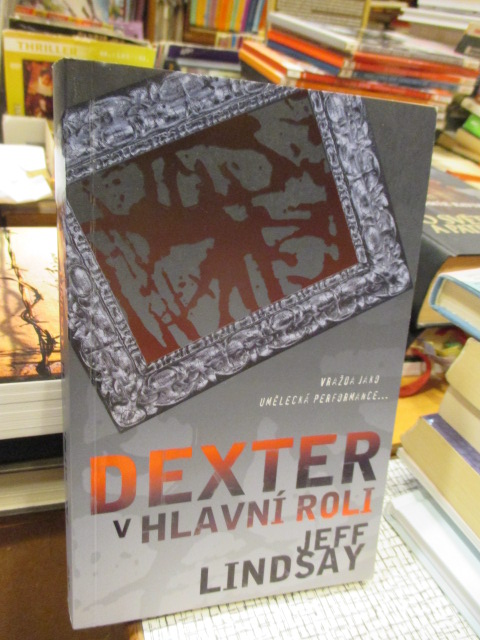 THRILLER
VRAŽDA JAKO
UMĚLECKÁ PERFORMANCE...
DEXTER
V HLAVNÍ ROLI
JEFF
LINDSAY